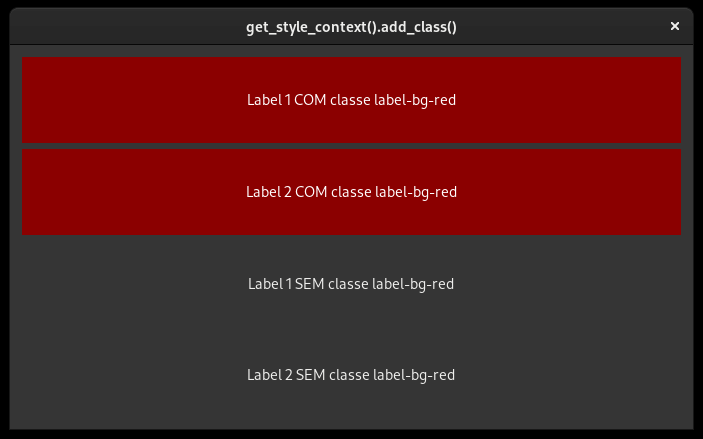 get_style_context().add_class()
Label 1 COM classe label-bg-red
Label 2 COM classe label-bg-red
Label 1 SEM classe label-bg-red
Label 2 SEM classe label-bg-red